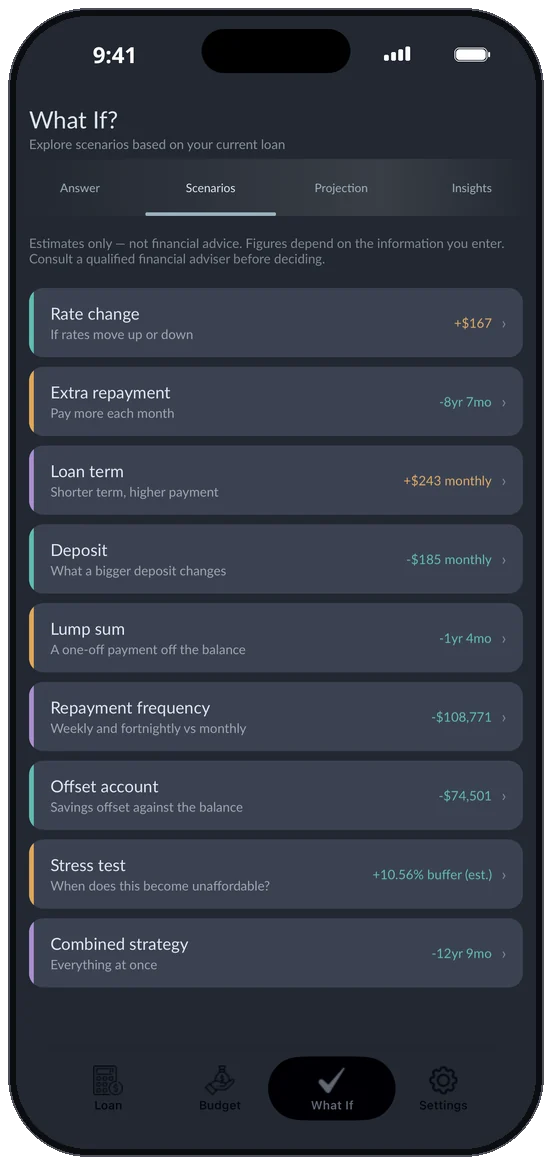 9:41
What If?
Explore scenarios based on your current loan
Answer
Scenarios
Projection
Insights
Estimates only — not financial advice. Figures depend on the information you enter.
Consult a qualified financial adviser before deciding.
Rate change
If rates move up or down
+$167 ›
Extra repayment
Pay more each month
-8yr 7mo ›
Loan term
Shorter term, higher payment
+$243 monthly ›
Deposit
What a bigger deposit changes
-$185 monthly ›
Lump sum
A one-off payment off the balance
-1yr 4mo ›
Repayment frequency
Weekly and fortnightly vs monthly
-$108,771 ›
Offset account
Savings offset against the balance
-$74,501 ›
Stress test
When does this become unaffordable?
+10.56% buffer (est.) ›
Combined strategy
Everything at once
-12yr 9mo ›
Loan
Budget
What If
Settings